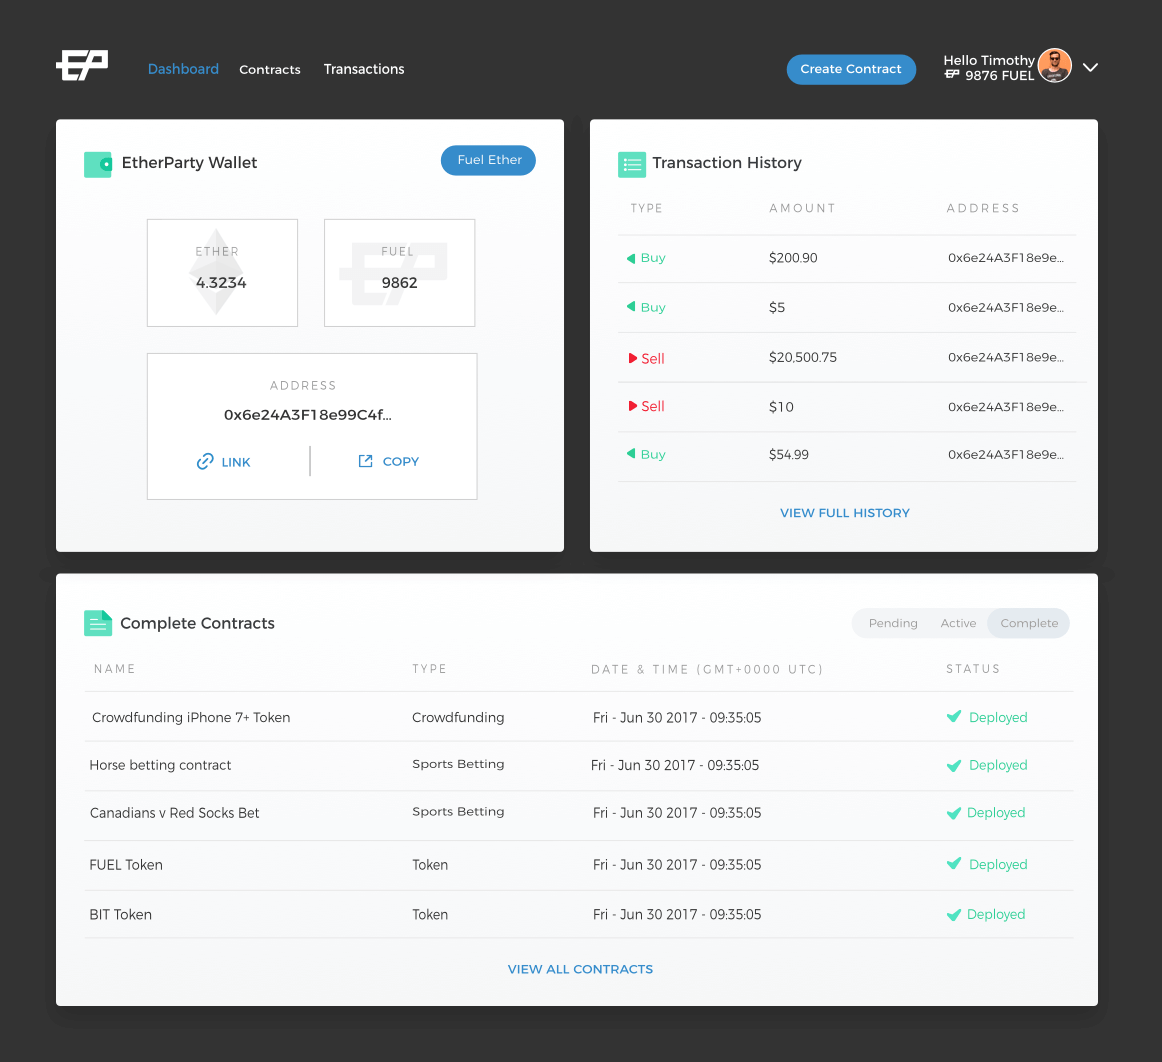 EP Dashboard Contracts Transactions Create Contract Hello Timothy
EP 9876 FUEL
EtherParty Wallet Fuel Ether
ETHER FUEL
4.3234 9862
ADDRESS
0x6e24A3F18e99C4f...
LINK COPY
Transaction History
TYPE AMOUNT ADDRESS
Buy $200.90 0x6e24A3F18e9e...
Buy $5 0x6e24A3F18e9e...
Sell $20,500.75 0x6e24A3F18e9e...
Sell $10 0x6e24A3F18e9e...
Buy $54.99 0x6e24A3F18e9e...
VIEW FULL HISTORY
Complete Contracts Pending Active Complete
NAME TYPE DATE & TIME (GMT+0000 UTC) STATUS
Crowdfunding iPhone 7+ Token Crowdfunding Fri - Jun 30 2017 - 09:35:05 Deployed
Horse betting contract Sports Betting Fri - Jun 30 2017 - 09:35:05 Deployed
Canadians v Red Socks Bet Sports Betting Fri - Jun 30 2017 - 09:35:05 Deployed
FUEL Token Token Fri - Jun 30 2017 - 09:35:05 Deployed
BIT Token Token Fri - Jun 30 2017 - 09:35:05 Deployed
VIEW ALL CONTRACTS